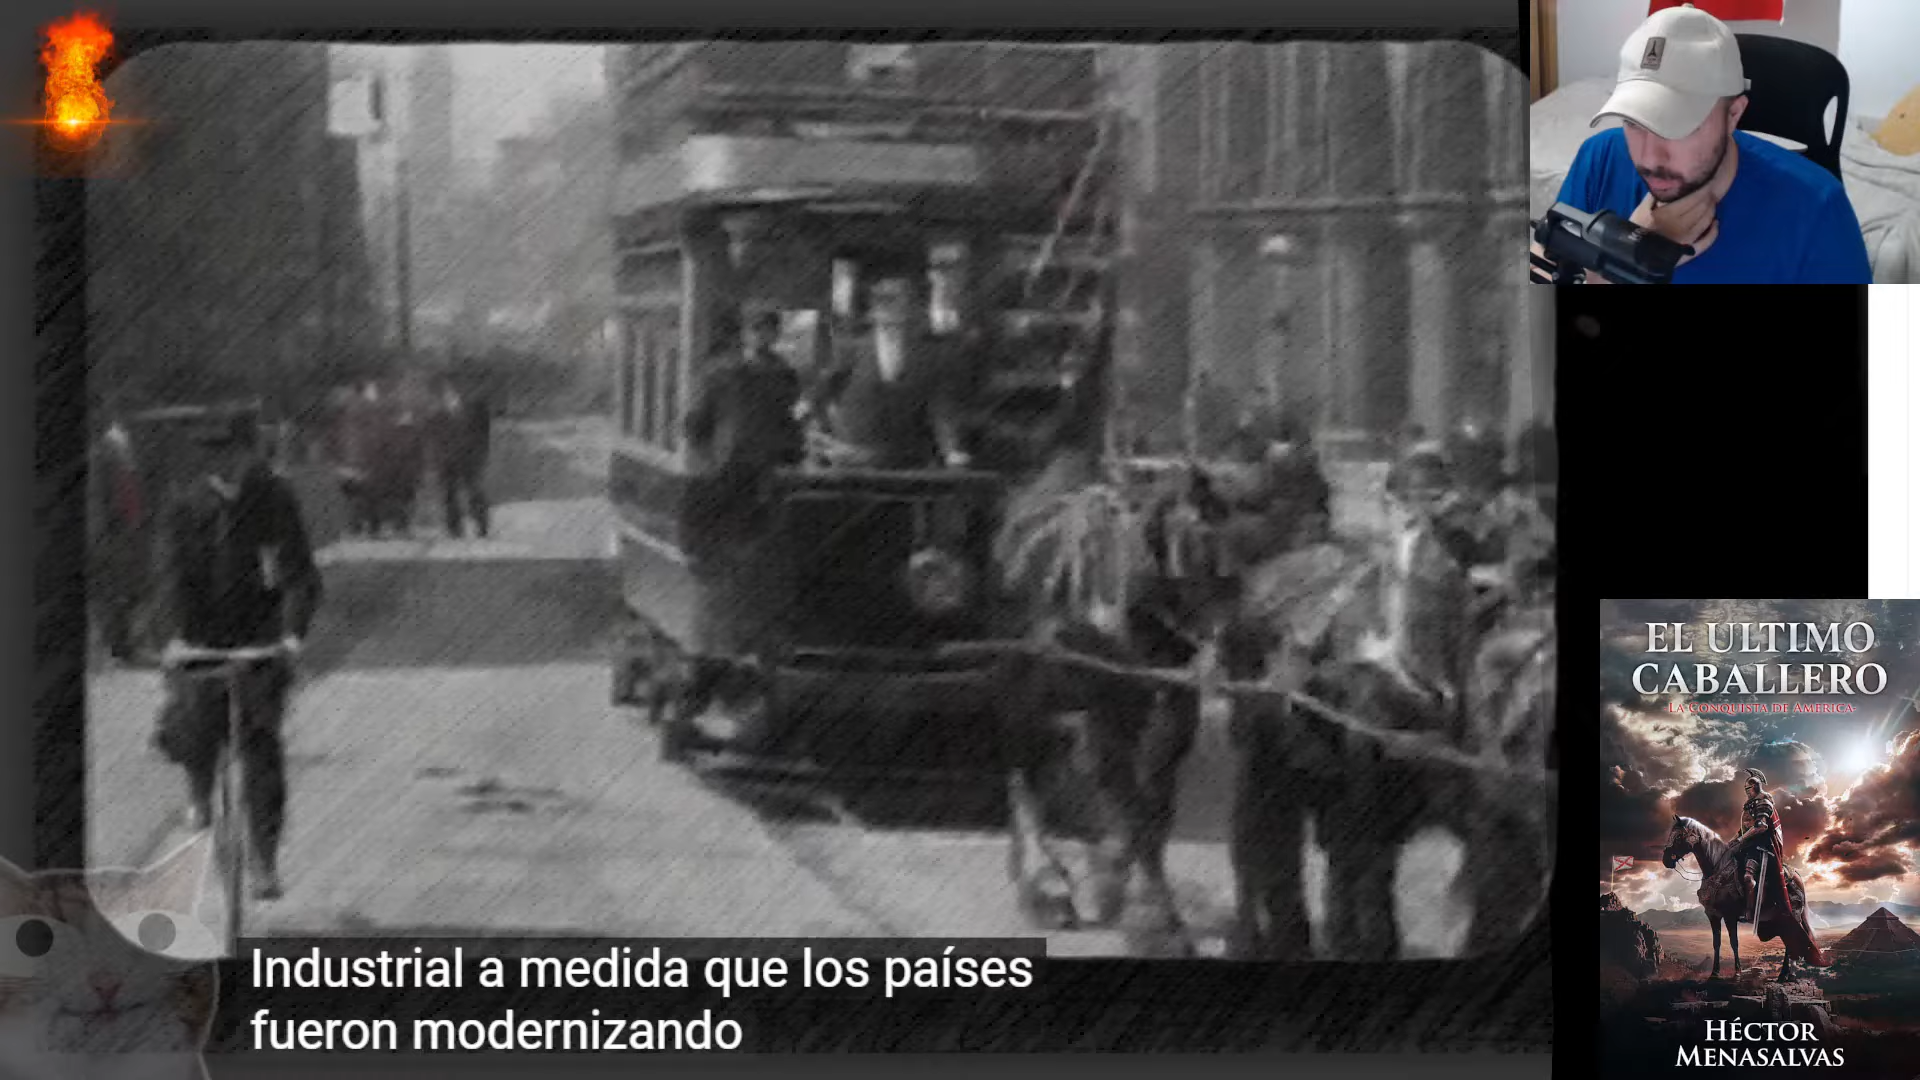 EL ULTIMO
CABALLERO
LA CONQUISTA DE AMERICA
HÉCTOR
MENASALVAS
Industrial a medida que los países
fueron modernizando